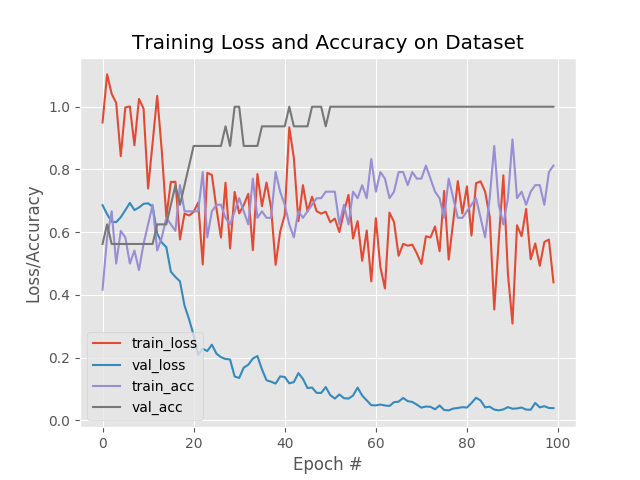 Training Loss and Accuracy on Dataset
Loss/Accuracy
1.0
0.8
0.6
0.4
0.2
0.0
train_loss
val_loss
train_acc
val_acc
0 20 40 60 80 100
Epoch #